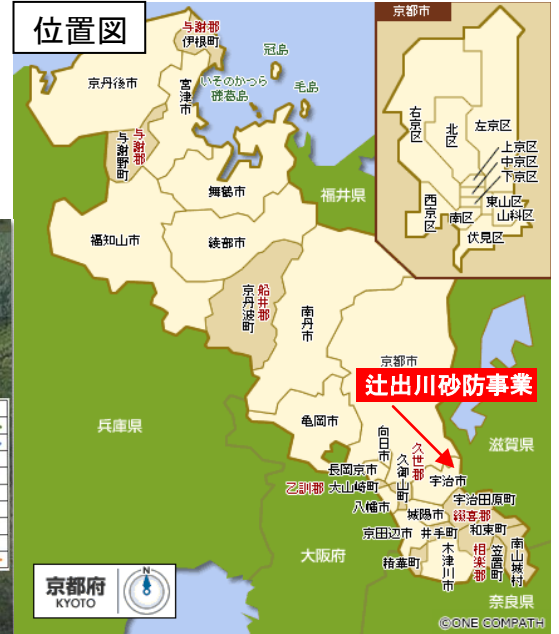 位置図
京都市
与謝郡
伊根町
冠島
いそのかつら
磯葛島
毛島
京丹後市
宮津市
与謝郡
与謝野町
舞鶴市
福井県
福知山市
綾部市
船井郡
京丹波町
南丹市
京都市
右京区
北区
左京区
上京区
中京区
下京区
東山区
山科区
西京区
南区
伏見区
辻出川砂防事業
兵庫県
亀岡市
滋賀県
向日市
久世郡
久御山町
長岡京市
宇治市
乙訓郡
大山崎町
八幡市
城陽市
宇治田原町
綴喜郡
和束町
京田辺市
井手町
大阪府
精華町
木津川市
相楽郡
笠置町
南山城村
奈良県
京都府
KYOTO
N
©ONE COMPATH